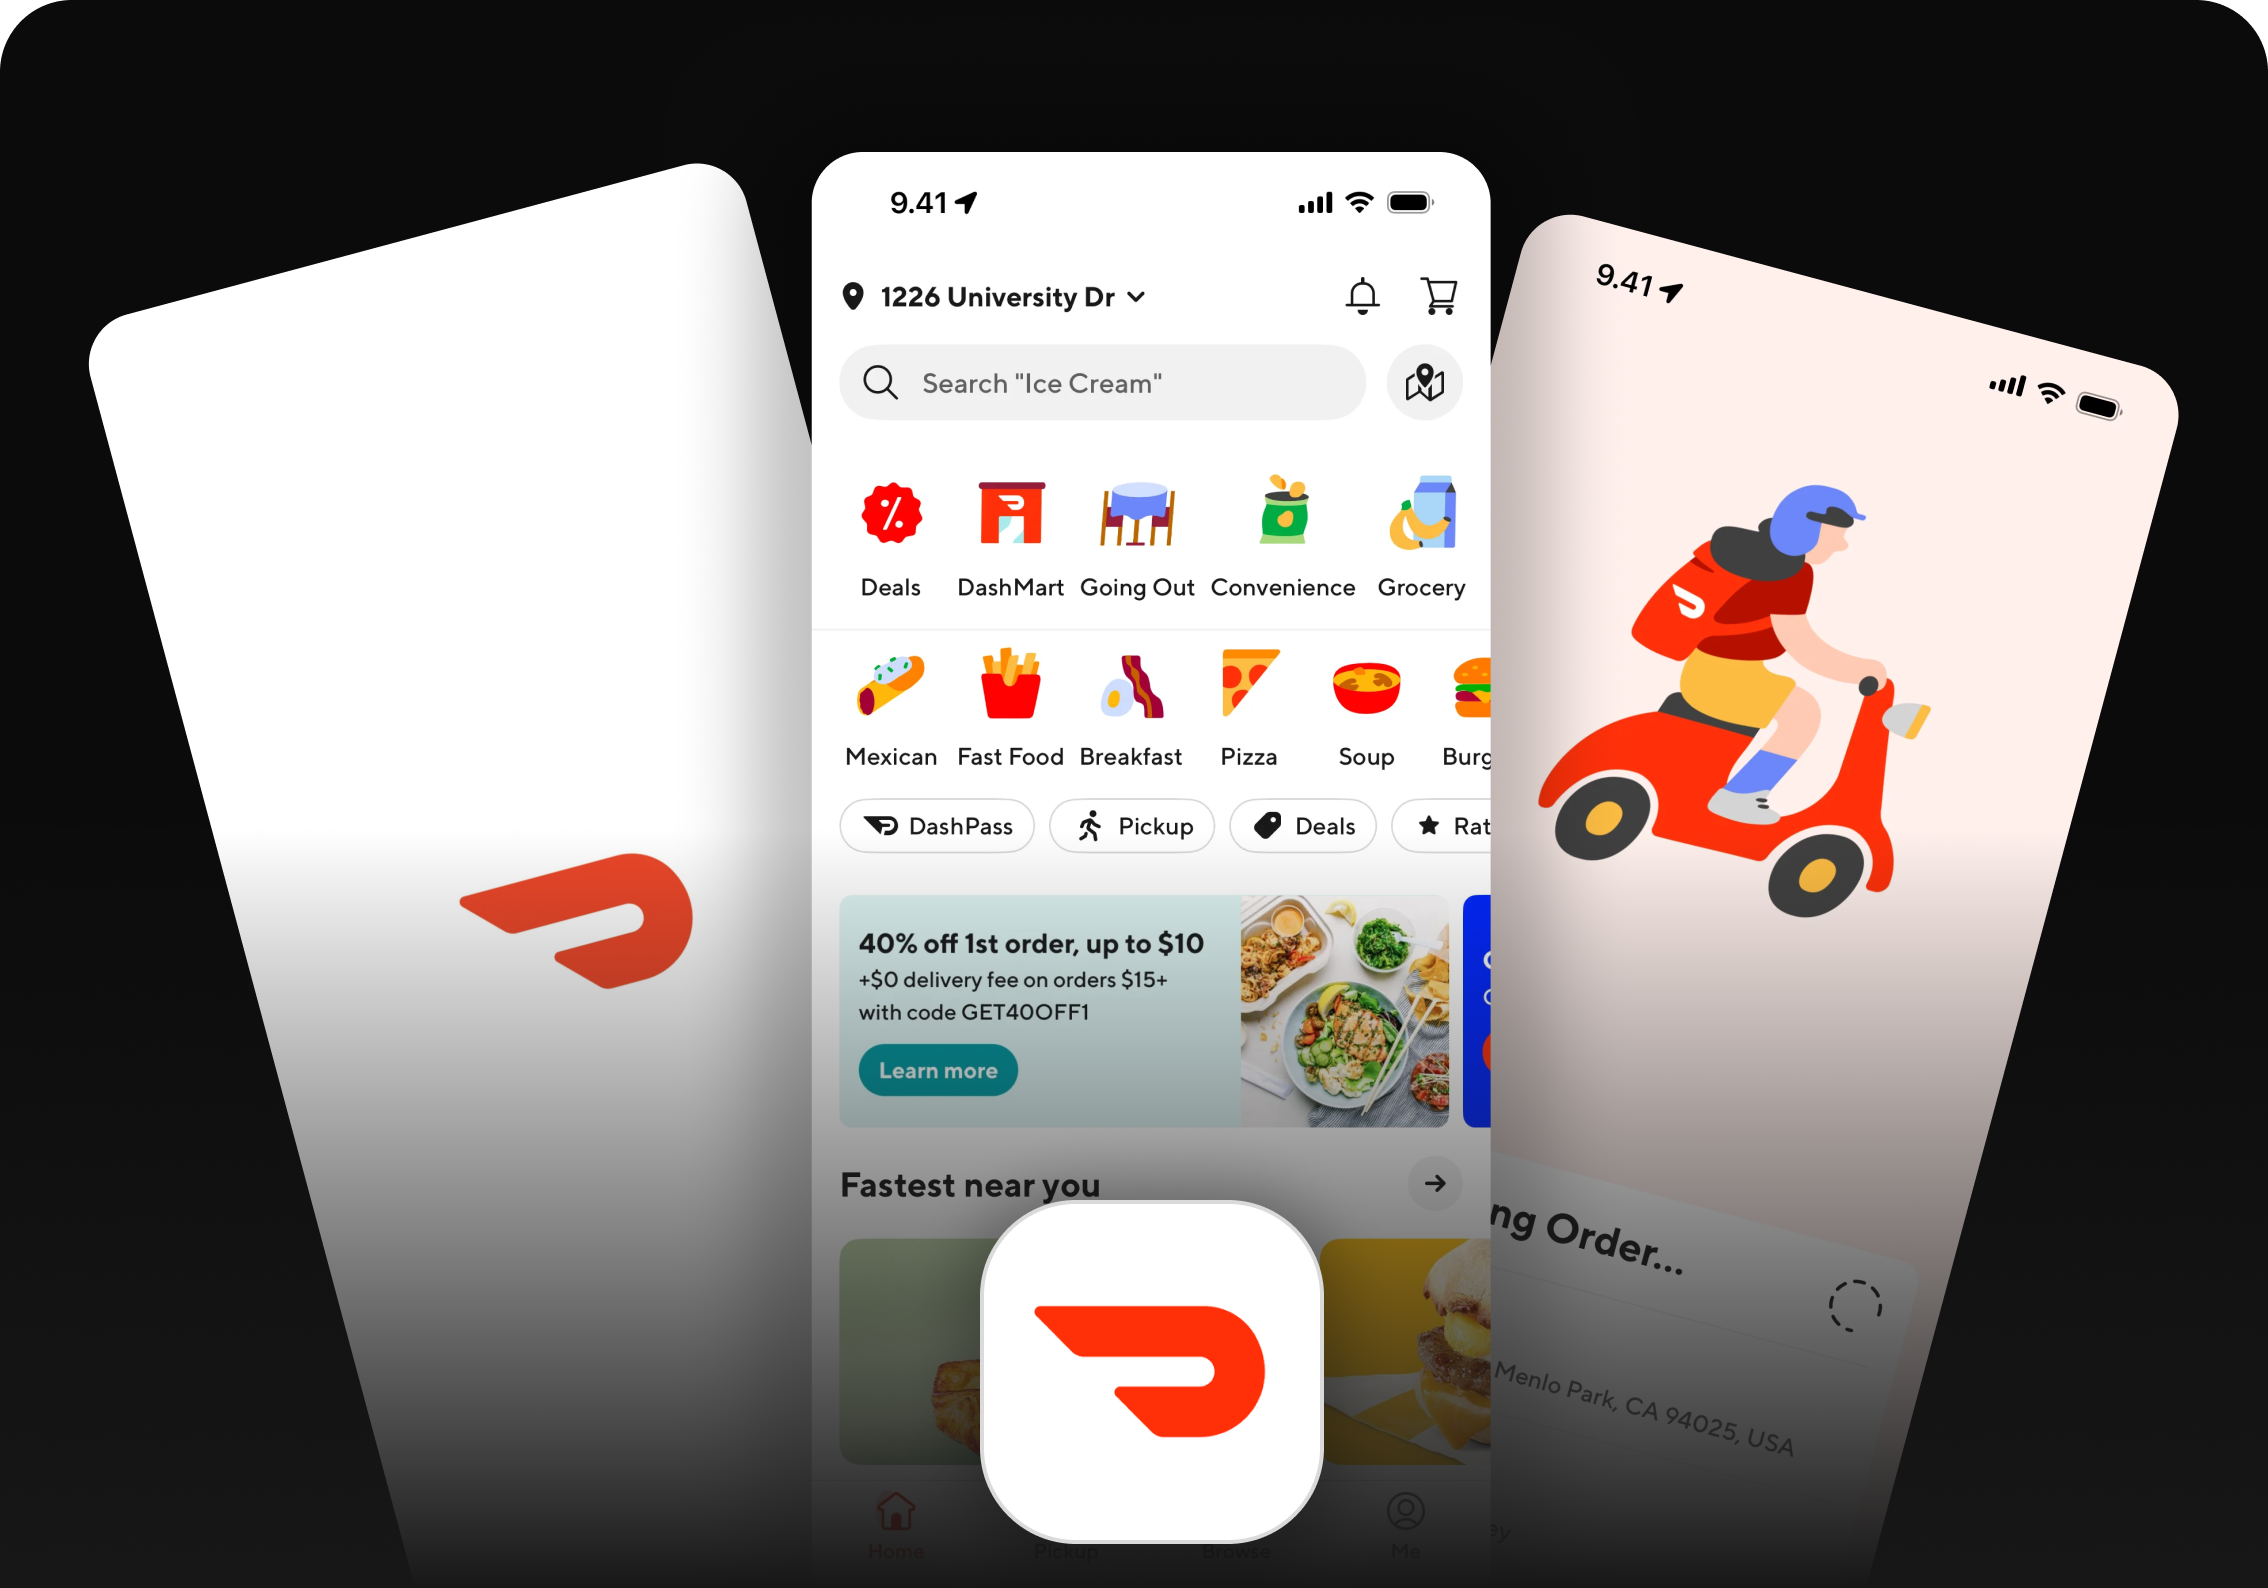 9.41
1226 University Dr
Search "Ice Cream"
Deals
DashMart
Going Out
Convenience
Grocery
Mexican
Fast Food
Breakfast
Pizza
Soup
Burg
DashPass
Pickup
Deals
Rat
40% off 1st order, up to $10
+$0 delivery fee on orders $15+
with code GET40OFF1
Learn more
Fastest near you
Home
Pickup
Browse
Me
9.41
ng Order...
Menlo Park, CA 94025, USA
ey